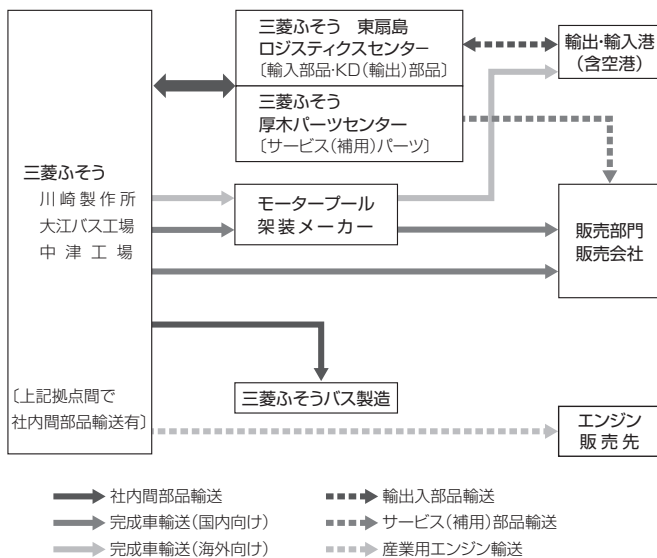 三菱ふそう 東扇島
ロジスティクスセンター
〔輸入部品・KD(輸出)部品〕
輸出・輸入港
(含空港)
三菱ふそう
厚木パーツセンター
〔サービス(補用)パーツ〕
三菱ふそう
川崎製作所
大江バス工場
中津工場
モータープール
架装メーカー
販売部門
販売会社
三菱ふそうバス製造
〔上記拠点間で
社内間部品輸送有〕
エンジン
販売先
社内間部品輸送
輸出入部品輸送
完成車輸送(国内向け)
サービス(補用)部品輸送
完成車輸送(海外向け)
産業用エンジン輸送